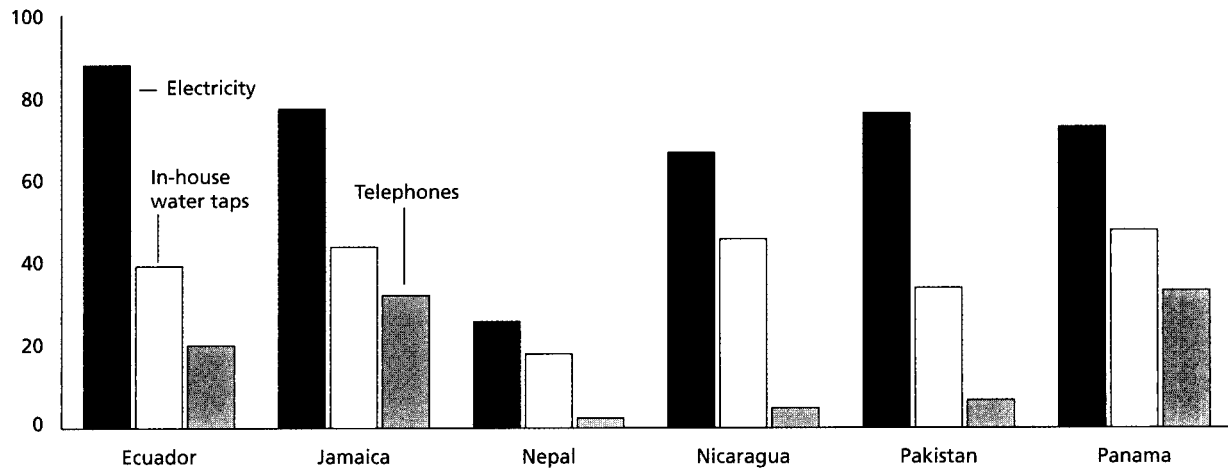 100
80
60
40
20
0
Electricity
In-house
water taps
Telephones
Ecuador
Jamaica
Nepal
Nicaragua
Pakistan
Panama